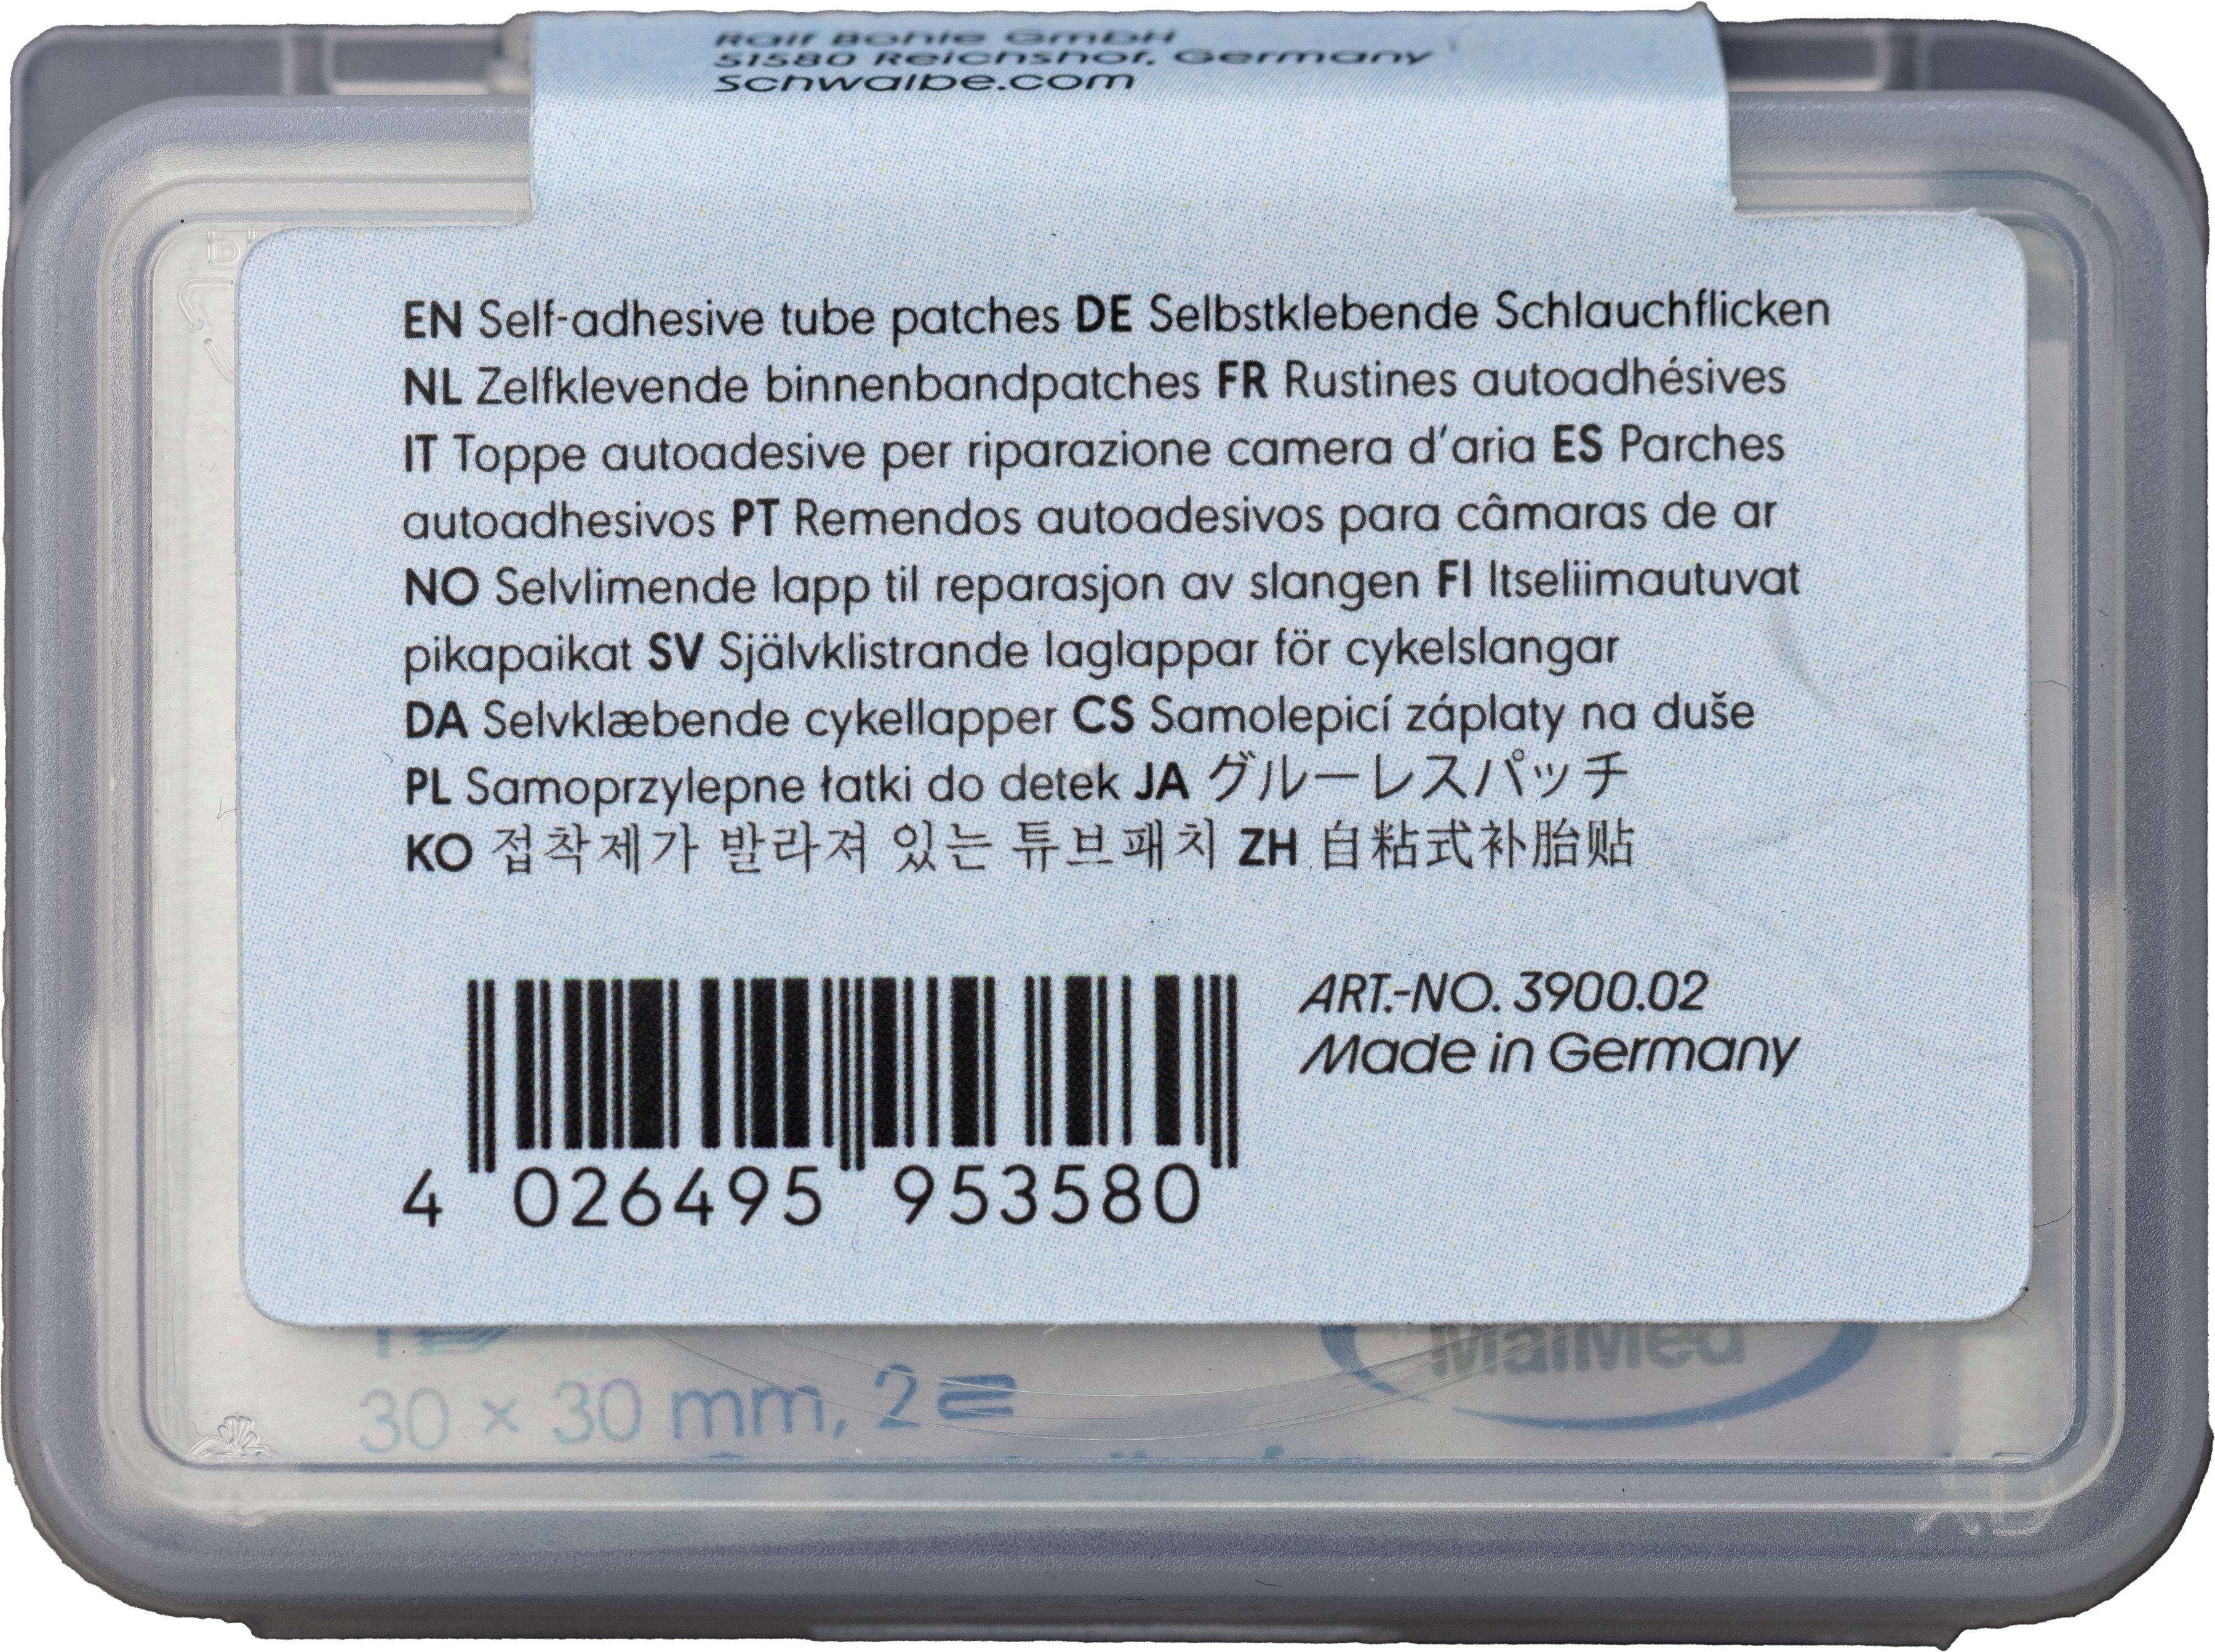 Ralf Bohle GmbH
51580 Reichshof, Germany
Schwalbe.com
EN Self-adhesive tube patches DE Selbstklebende Schlauchflicken
NL Zelfklevende binnenbandpatches FR Rustines autoadhésives
IT Toppe autoadesive per riparazione camera d’aria ES Parches
autoadhesivos PT Remendos autoadesivos para câmaras de ar
NO Selvlimende lapp til reparasjon av slangen FI Itseliimautuvat
pikapaikat SV Självklistrande laglappar för cykelslangar
DA Selvklæbende cykellapper CS Samolepicí záplaty na duše
PL Samoprzylepne łatki do detek JA グルーレスパッチ
KO 접착제가 발라져 있는 튜브패치 ZH 自粘式补胎贴
ART.-NO. 3900.02
Made in Germany
4 026495 953580
MaiMed
30 × 30 mm, 2